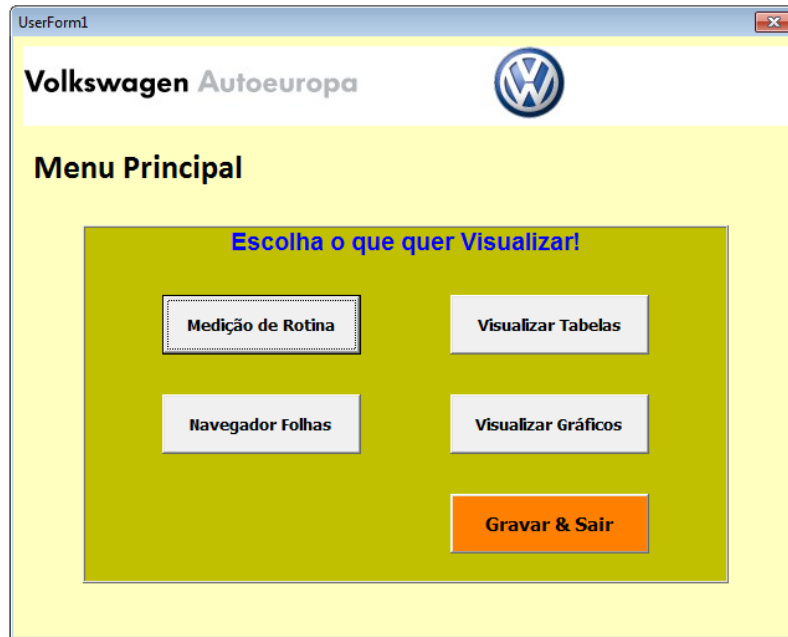 UserForm1
Volkswagen Autoeuropa
Menu Principal
Escolha o que quer Visualizar!
Medição de Rotina
Visualizar Tabelas
Navegador Folhas
Visualizar Gráficos
Gravar & Sair